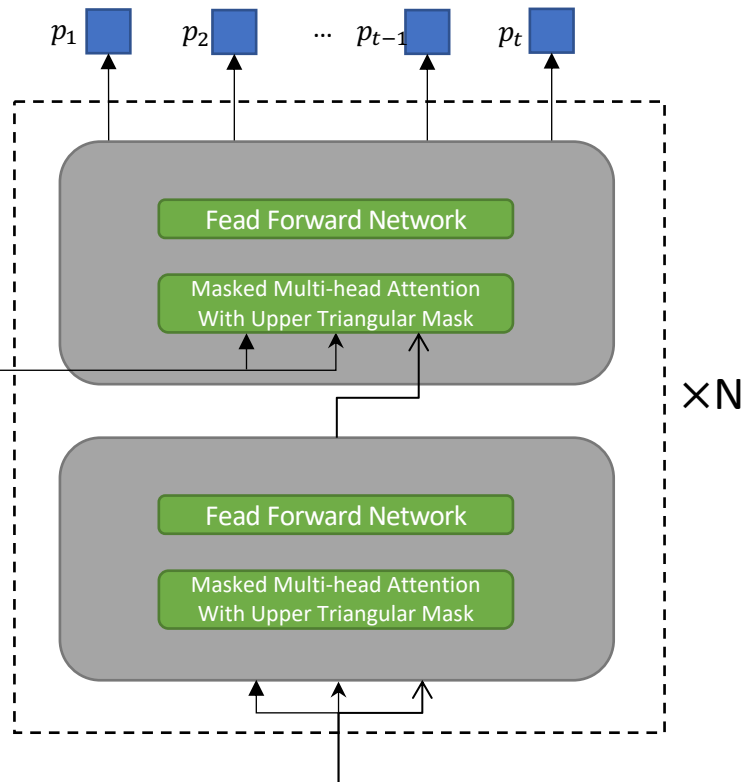 p₁ p₂ ... pₜ₋₁ pₜ
Fead Forward Network
Masked Multi-head Attention
With Upper Triangular Mask
×N
Fead Forward Network
Masked Multi-head Attention
With Upper Triangular Mask